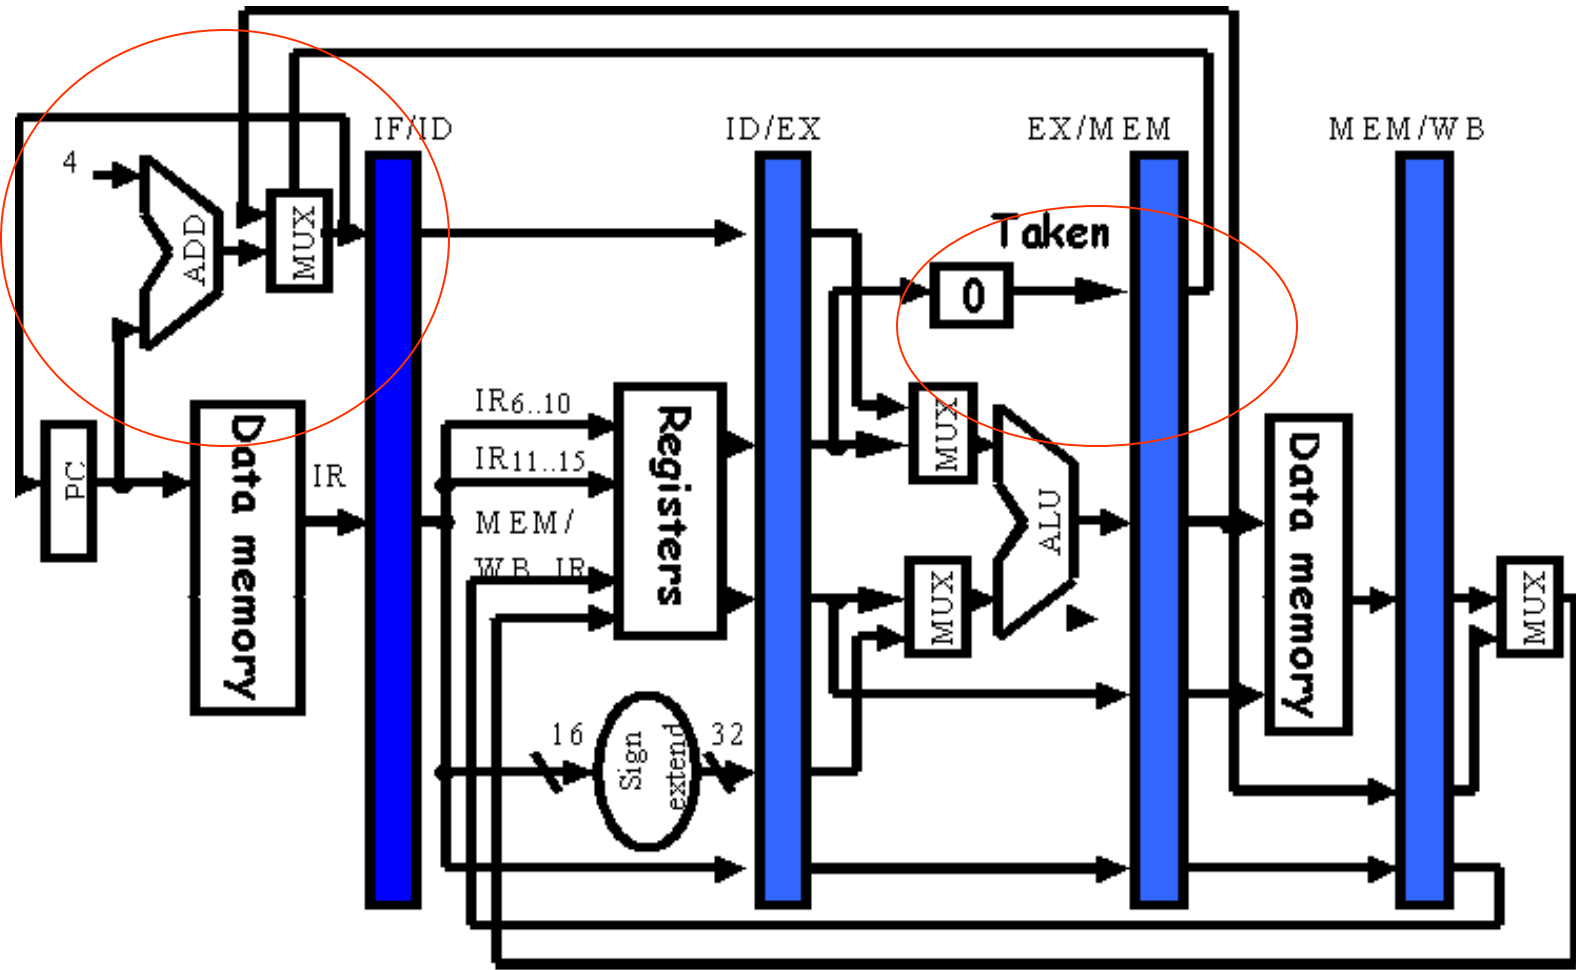 IF/ID
ID/EX
EX/MEM
MEM/WB
4
ADD
MUX
Taken
0
PC
Data memory
IR
IR6..10
IR11..15
MEM/
WB IR
Registers
MUX
MUX
ALU
Data memory
MUX
16
Sign
extend
32